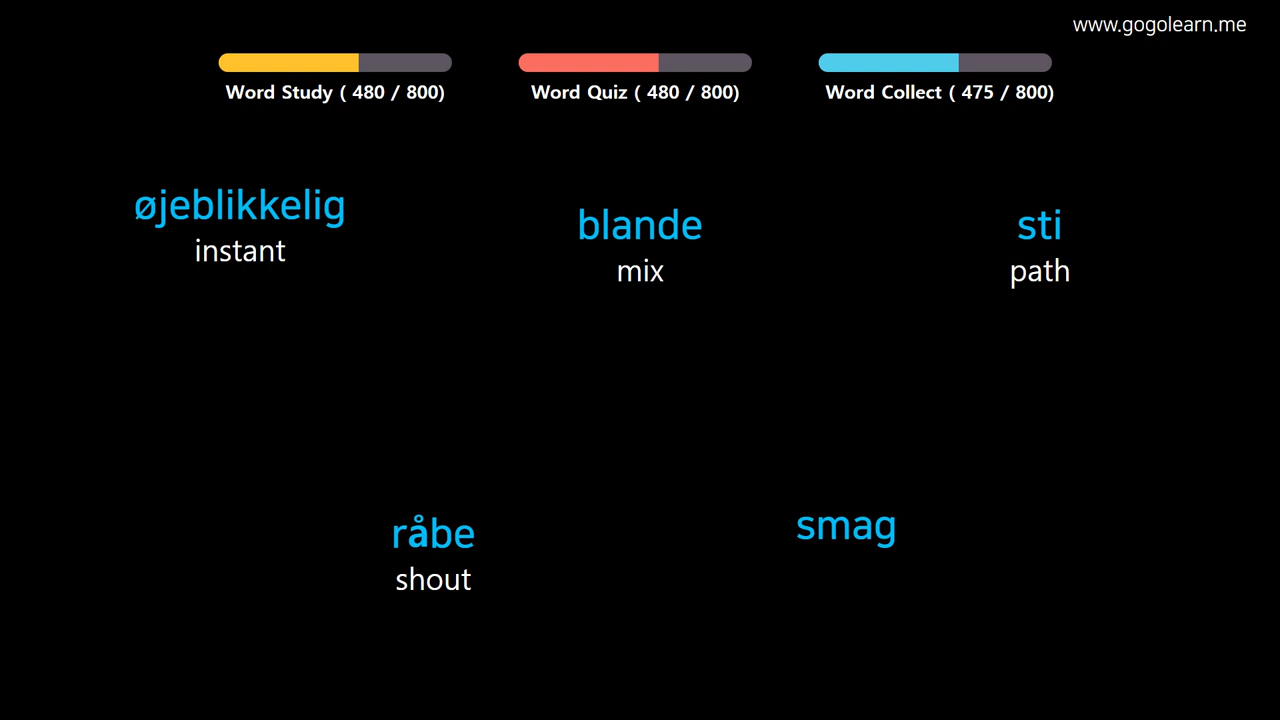 www.gogolearn.me
Word Study ( 480 / 800)
Word Quiz ( 480 / 800)
Word Collect ( 475 / 800)
øjeblikkelig
instant
blande
mix
sti
path
råbe
shout
smag